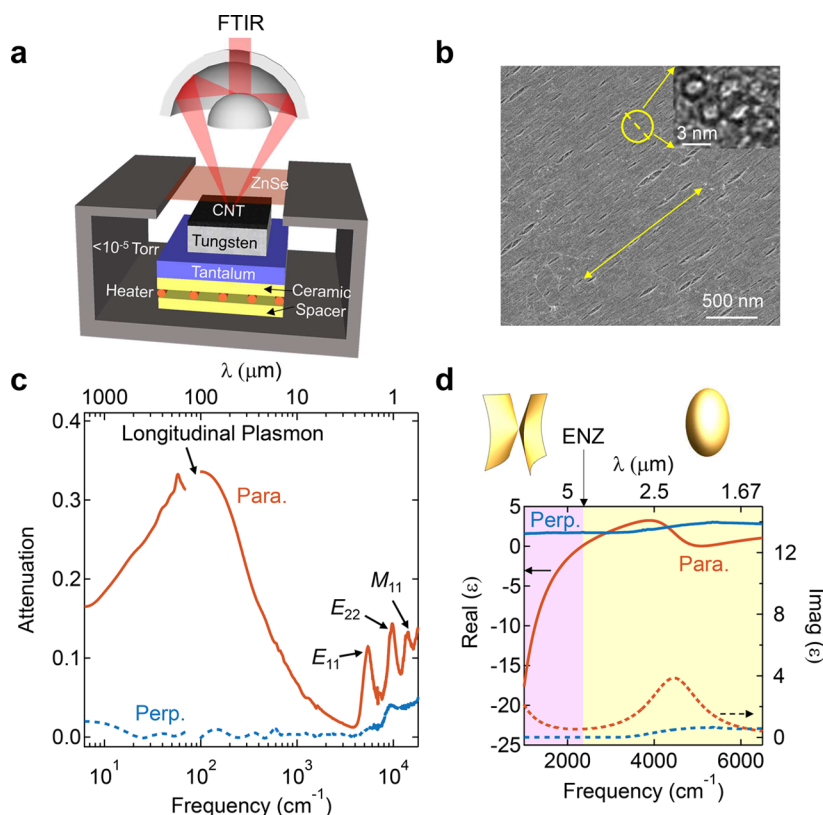 FTIR
a
ZnSe
CNT
Tungsten
<10⁻⁵ Torr
Tantalum
Heater
Ceramic
Spacer
b
3 nm
500 nm
c
λ (μm)
1000 100 10 1
0.4
0.3
0.2
0.1
0.0
Attenuation
Longitudinal Plasmon
Para.
M₁₁
E₂₂
E₁₁
Perp.
10¹ 10² 10³ 10⁴
Frequency (cm⁻¹)
d
ENZ
λ (μm)
5 2.5 1.67
5
0
-5
-10
-15
-20
-25
Real (ε)
Perp.
Para.
12
8
4
0
Imag (ε)
2000 4000 6000
Frequency (cm⁻¹)